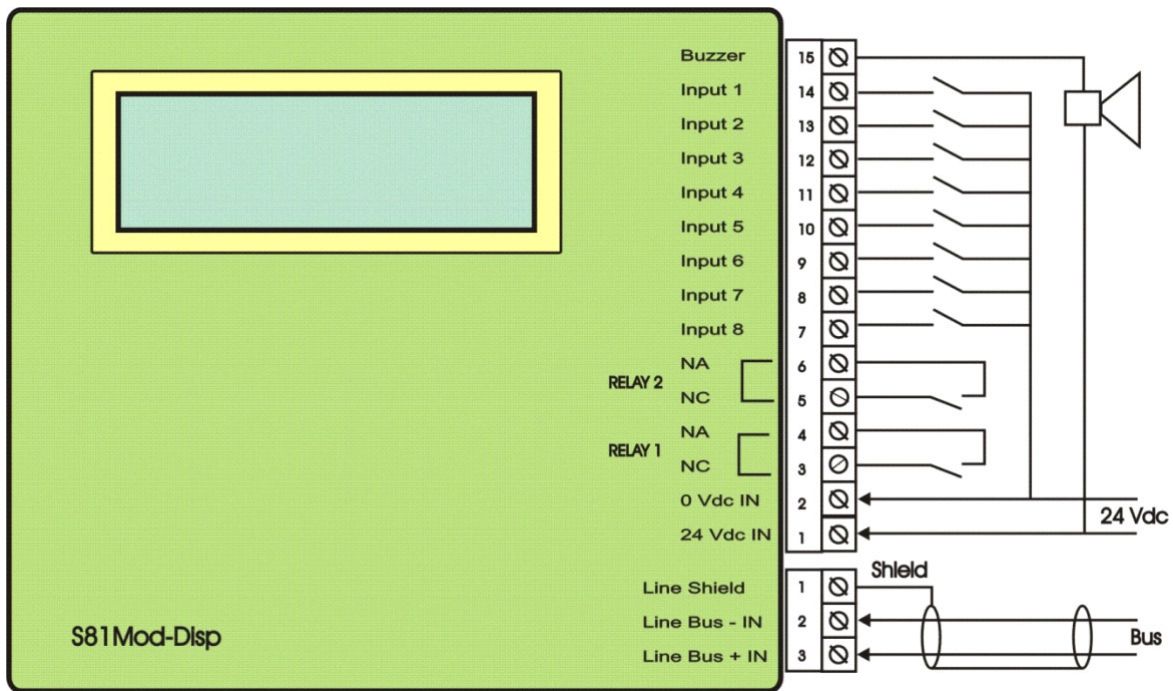 Buzzer 15
Input 1 14
Input 2 13
Input 3 12
Input 4 11
Input 5 10
Input 6 9
Input 7 8
Input 8 7
NA 6
RELAY 2
NC 5
NA 4
RELAY 1
NC 3
0 Vdc IN 2
24 Vdc
24 Vdc IN 1
Shield
Line Shield 1
Line Bus - IN 2
Bus
Line Bus + IN 3
S81Mod-Disp